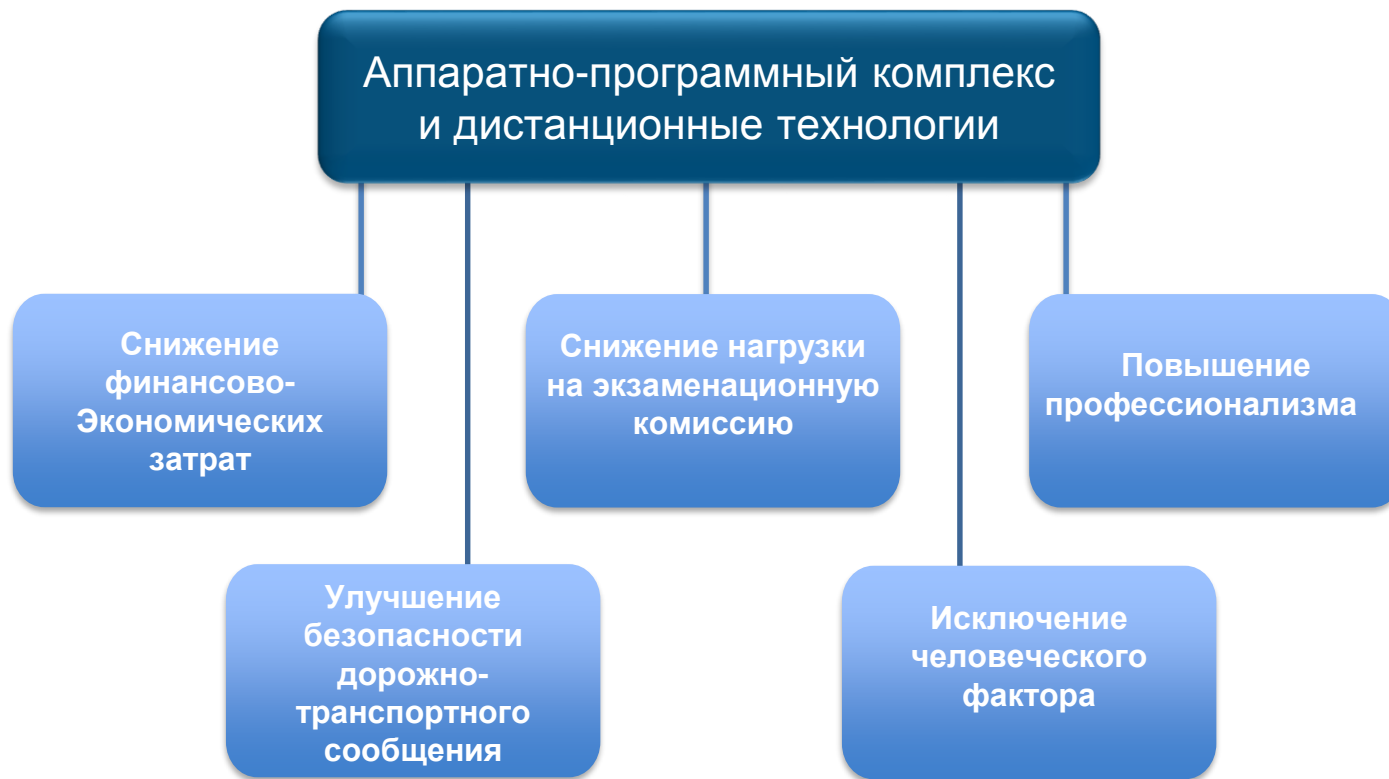 Аппаратно-программный комплекс
и дистанционные технологии
Снижение
финансово-
Экономических
затрат
Снижение нагрузки
на экзаменационную
комиссию
Повышение
профессионализма
Улучшение
безопасности
дорожно-
транспортного
сообщения
Исключение
человеческого
фактора